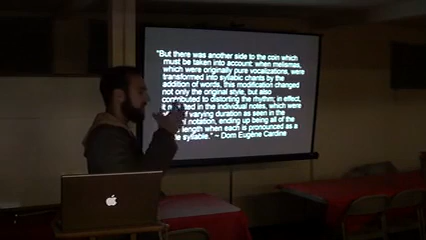 "But there was another side to the coin which
must be taken into account: when melismas,
which were originally pure vocalizations, were
transformed into syllabic chants by the
addition of words, this modification changed
not only the original style, but also
contributed to distorting the rhythm; in effect,
it in the individual notes, which were
of varying duration as seen in the
notation, ending up being all of the
length when each is pronounced as a
syllable." ~ Dom Eugène Cardine